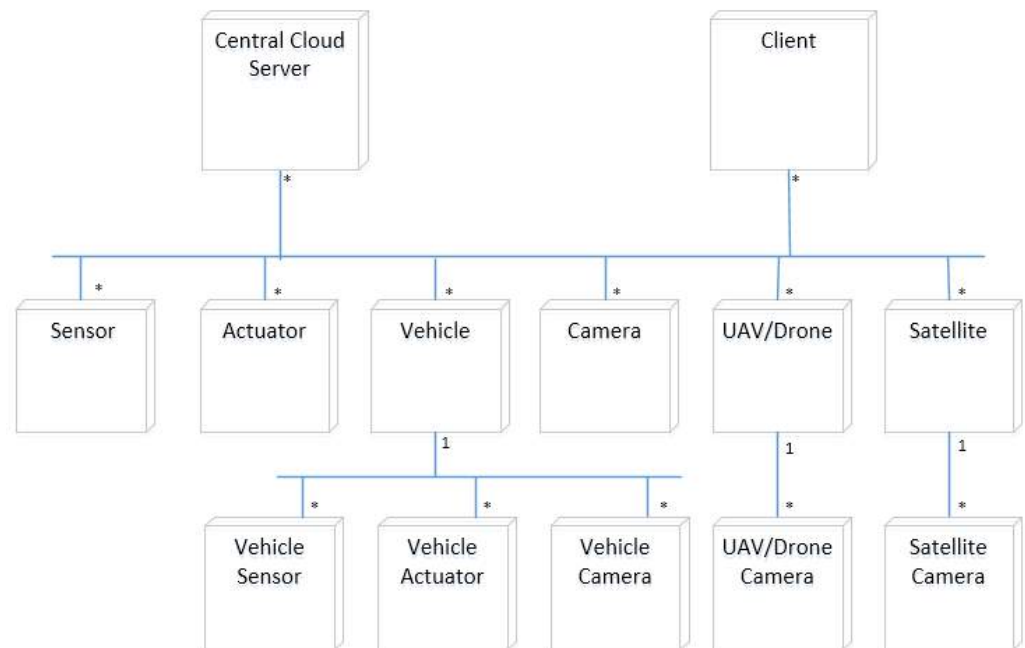 Central Cloud
Server
Client
*
*
*
*
*
*
*
*
Sensor
Actuator
Vehicle
Camera
UAV/Drone
Satellite
1
1
1
*
*
*
*
*
Vehicle
Sensor
Vehicle
Actuator
Vehicle
Camera
UAV/Drone
Camera
Satellite
Camera